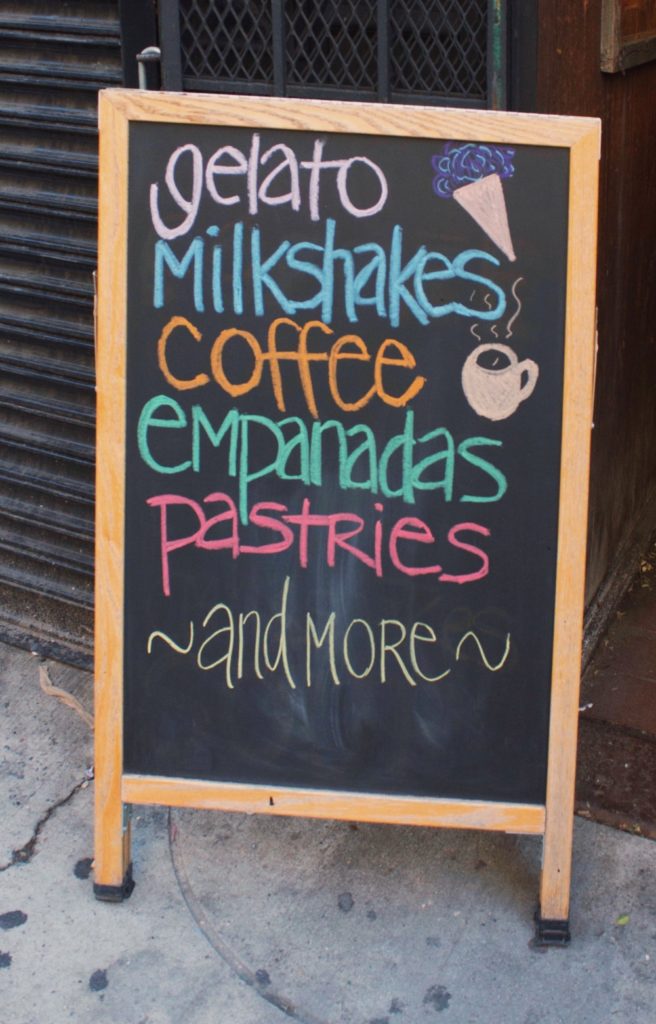 gelato
Milkshakes
coffee
empanadas
pastries
~and MORe~